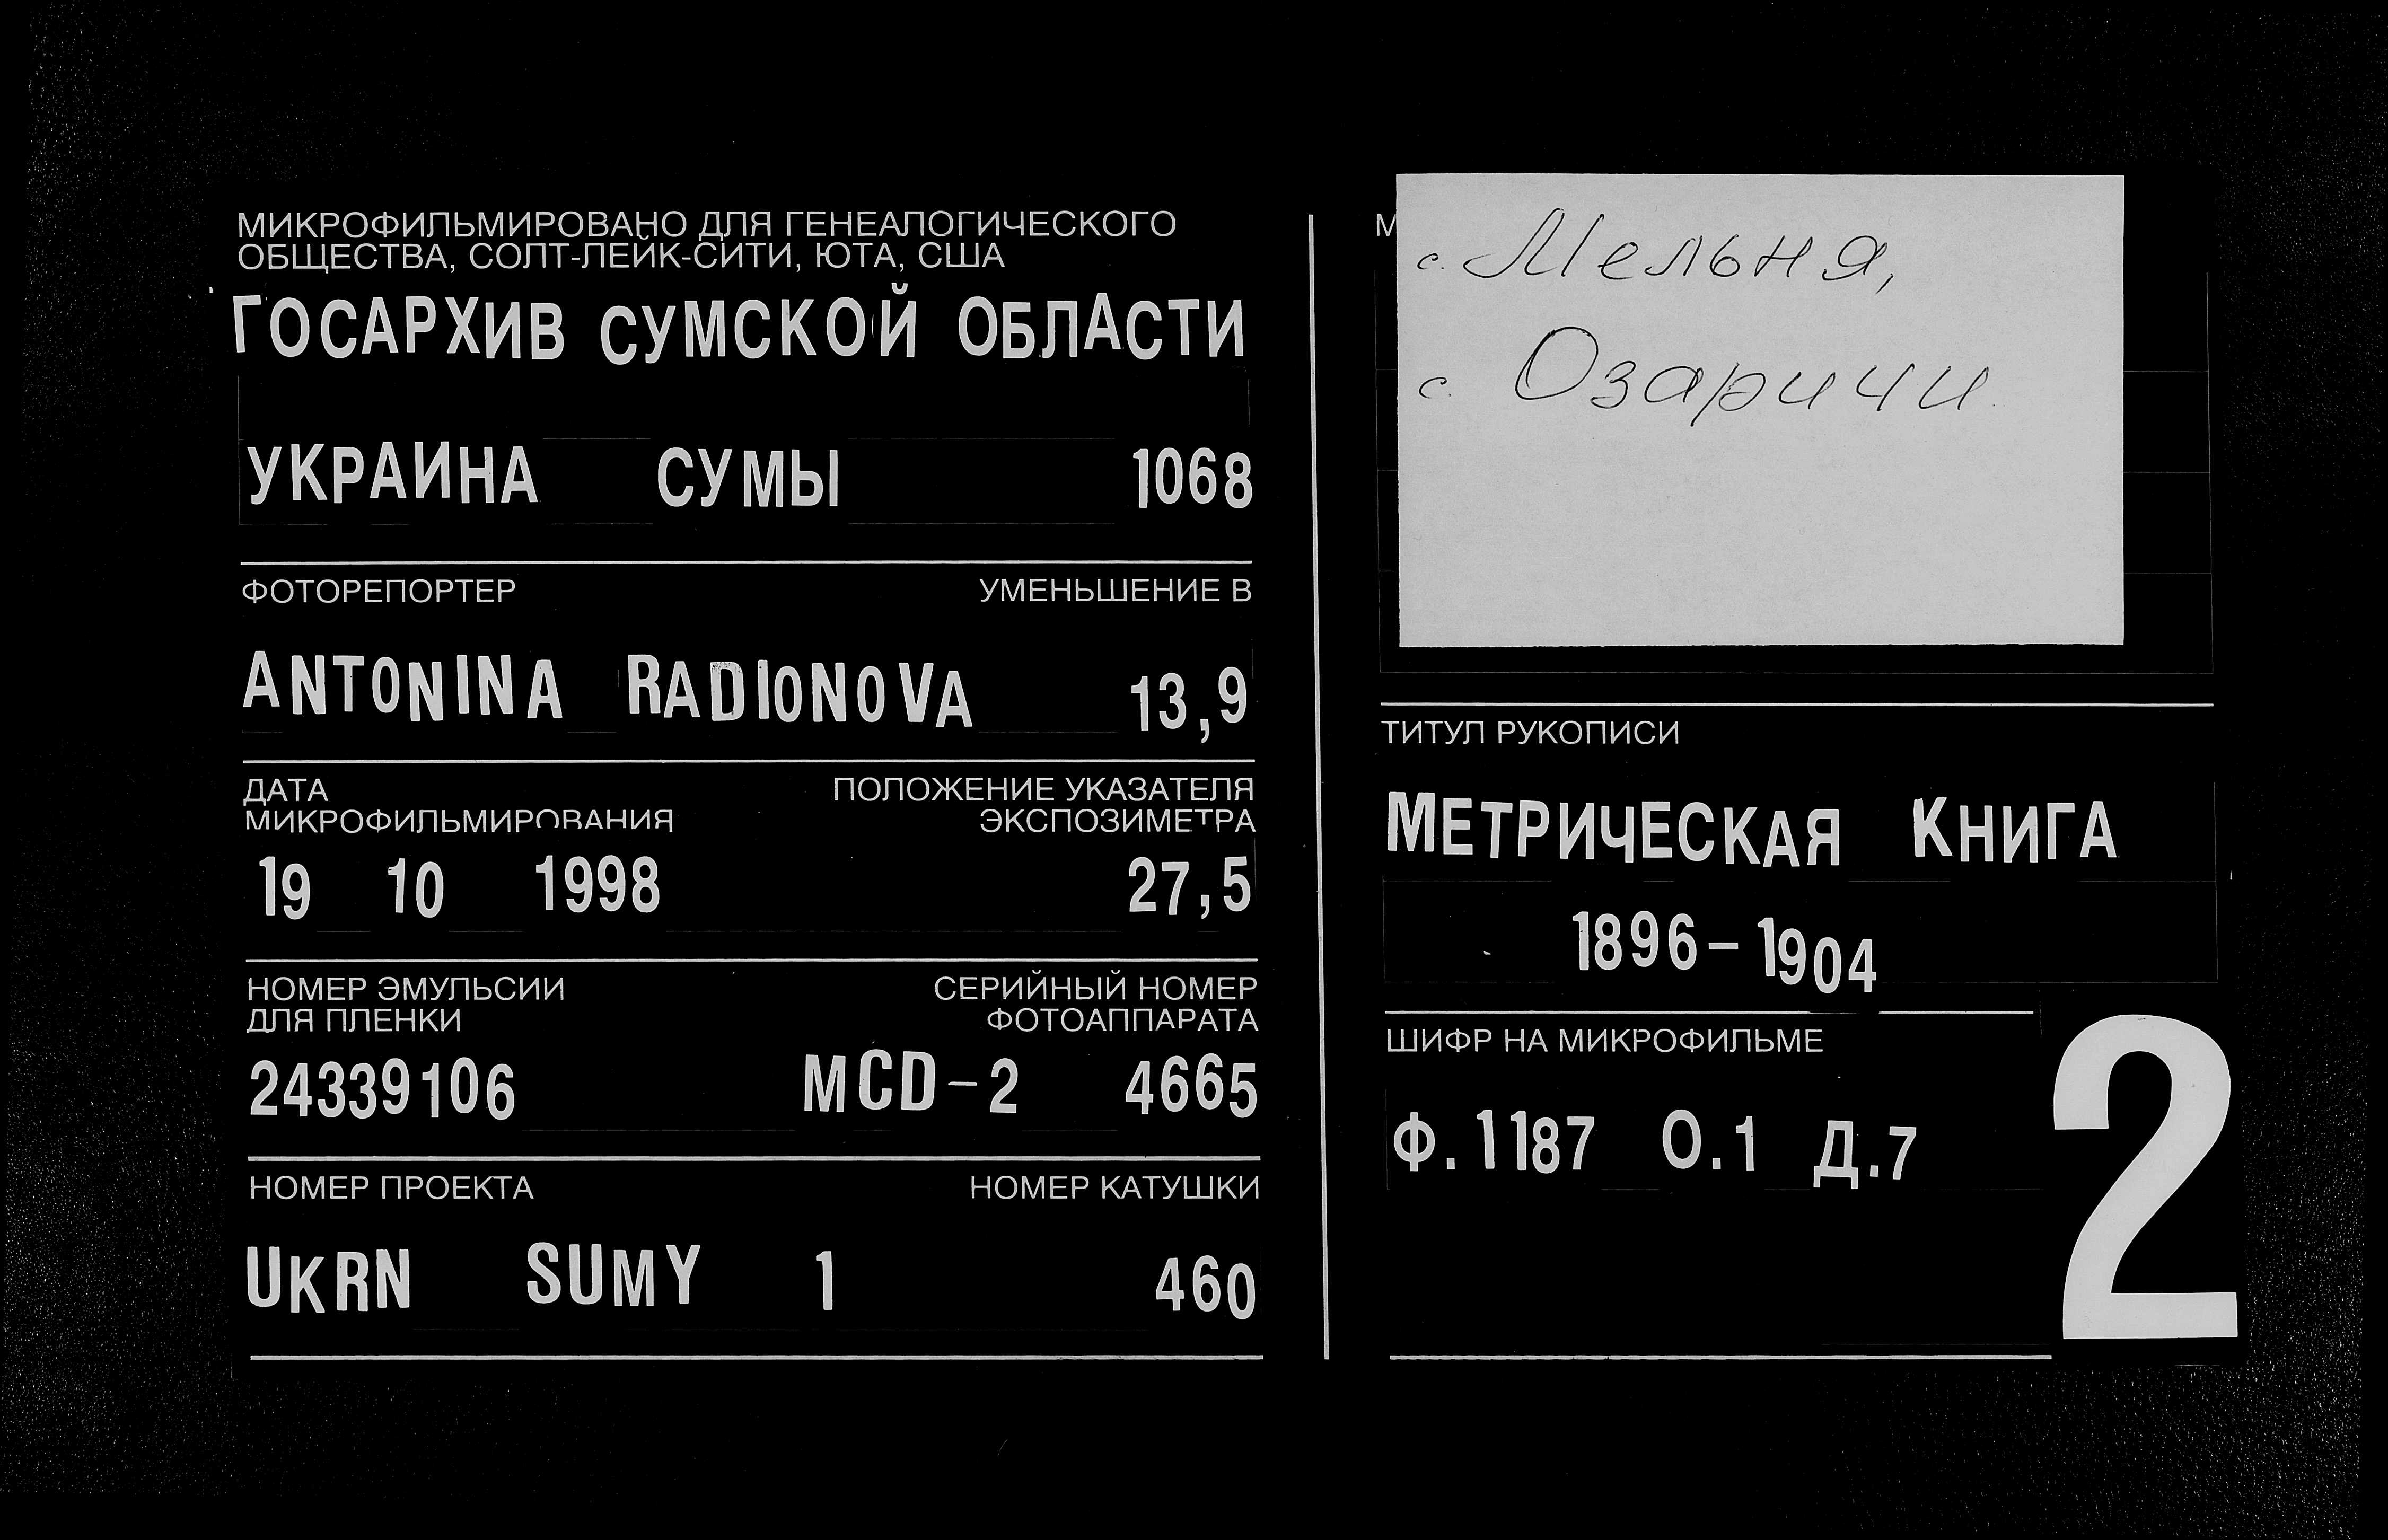 МИКРОФИЛЬМИРОВАНО ДЛЯ ГЕНЕАЛОГИЧЕСКОГО
ОБЩЕСТВА, СОЛТ-ЛЕЙК-СИТИ, ЮТА, США
ГОСАРХИВ СУМСКОЙ ОБЛАСТИ
УКРАИНА СУМЫ 1068
ФОТОРЕПОРТЕР УМЕНЬШЕНИЕ В
ANTONINA RADIONOVA 13,9
ДАТА ПОЛОЖЕНИЕ УКАЗАТЕЛЯ
МИКРОФИЛЬМИРОВАНИЯ ЭКСПОЗИМЕТРА
19 10 1998 27,5
НОМЕР ЭМУЛЬСИИ СЕРИЙНЫЙ НОМЕР
ДЛЯ ПЛЕНКИ ФОТОАППАРАТА
24339106 MCD-2 4665
НОМЕР ПРОЕКТА НОМЕР КАТУШКИ
UKRN SUMY 1 460
с. Мельня,
с. Озаричи
ТИТУЛ РУКОПИСИ
МЕТРИЧЕСКАЯ КНИГА
1896-1904
ШИФР НА МИКРОФИЛЬМЕ
Ф.1187 О.1 Д.7
2